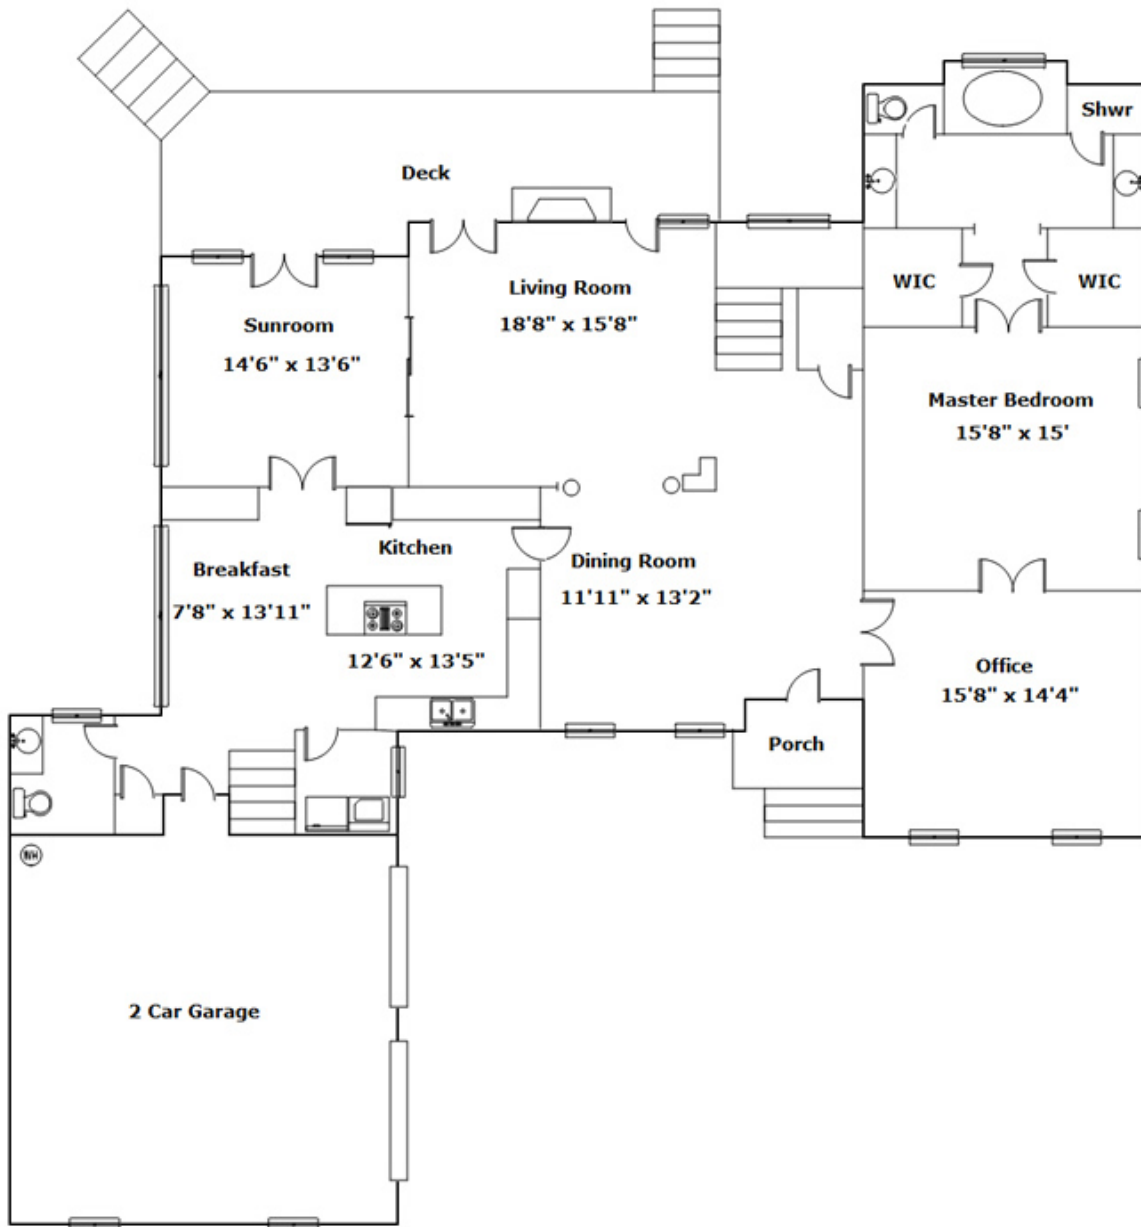 Shwr
Deck
WIC
WIC
Living Room
18'8" x 15'8"
Sunroom
14'6" x 13'6"
Master Bedroom
15'8" x 15'
Kitchen
Breakfast
7'8" x 13'11"
Dining Room
11'11" x 13'2"
12'6" x 13'5"
Office
15'8" x 14'4"
Porch
WH
2 Car Garage